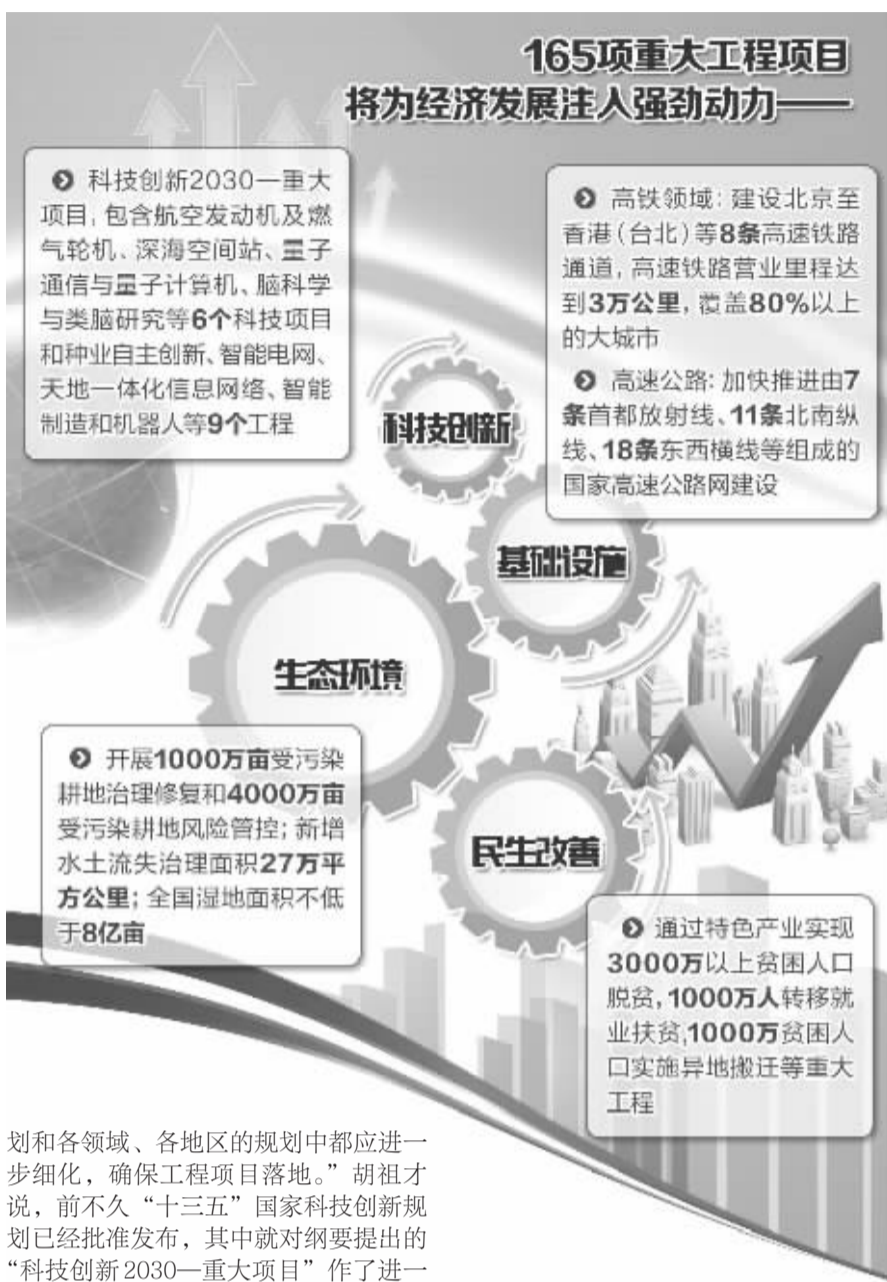 165项重大工程项目
将为经济发展注入强劲动力——
科技创新2030—重大
项目,包含航空发动机及燃
气轮机、深海空间站、量子
通信与量子计算机、脑科学
与类脑研究等6个科技项目
和种业自主创新、智能电网、
天地一体化信息网络、智能
制造和机器人等9个工程
科技创新
高铁领域:建设北京至
香港(台北)等8条高速铁路
通道,高速铁路营业里程达
到3万公里,覆盖80%以上
的大城市
高速公路:加快推进由7
条首都放射线、11条北南纵
线、18条东西横线等组成的
国家高速公路网建设
基础设施
生态环境
开展1000万亩受污染
耕地治理修复和4000万亩
受污染耕地风险管控;新增
水土流失治理面积27万平
方公里;全国湿地面积不低
于8亿亩
民生改善
通过特色产业实现
3000万以上贫困人口
脱贫,1000万人转移就
业扶贫,1000万贫困人
口实施异地搬迁等重大
工程
划和各领域、各地区的规划中都应进一
步细化,确保工程项目落地。”胡祖才
说,前不久“十三五”国家科技创新规
划已经批准发布,其中就对纲要提出的
“科技创新2030—重大项目”作了进一